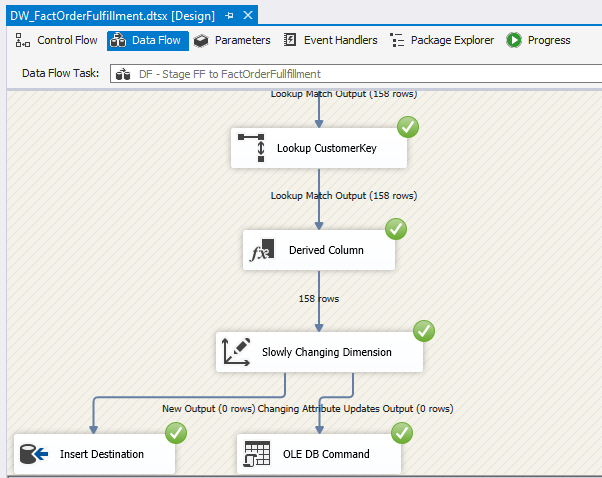 DW_FactOrderFulfillment.dtsx [Design]
Control Flow Data Flow Parameters Event Handlers Package Explorer Progress
Data Flow Task: DF - Stage FF to FactOrderFullfillment
Lookup Match Output (158 rows)
Lookup CustomerKey
Lookup Match Output (158 rows)
fx Derived Column
158 rows
Slowly Changing Dimension
New Output (0 rows) Changing Attribute Updates Output (0 rows)
Insert Destination OLE DB Command